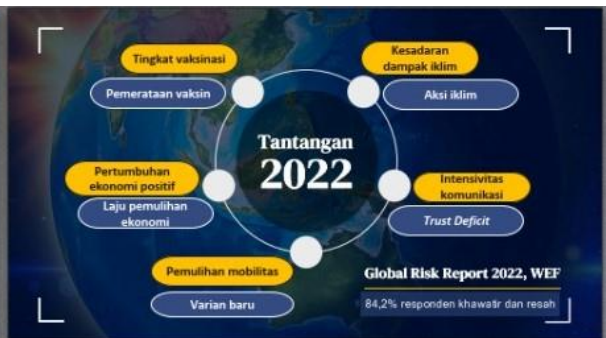 Tingkat vaksinasi
Pemerataan vaksin
Kesadaran
dampak iklim
Aksi iklim
Tantangan
2022
Pertumbuhan
ekonomi positif
Laju pemulihan
ekonomi
Intensivitas
komunikasi
Trust Deficit
Pemulihan mobilitas
Varian baru
Global Risk Report 2022, WEF
84,2% responden khawatir dan resah